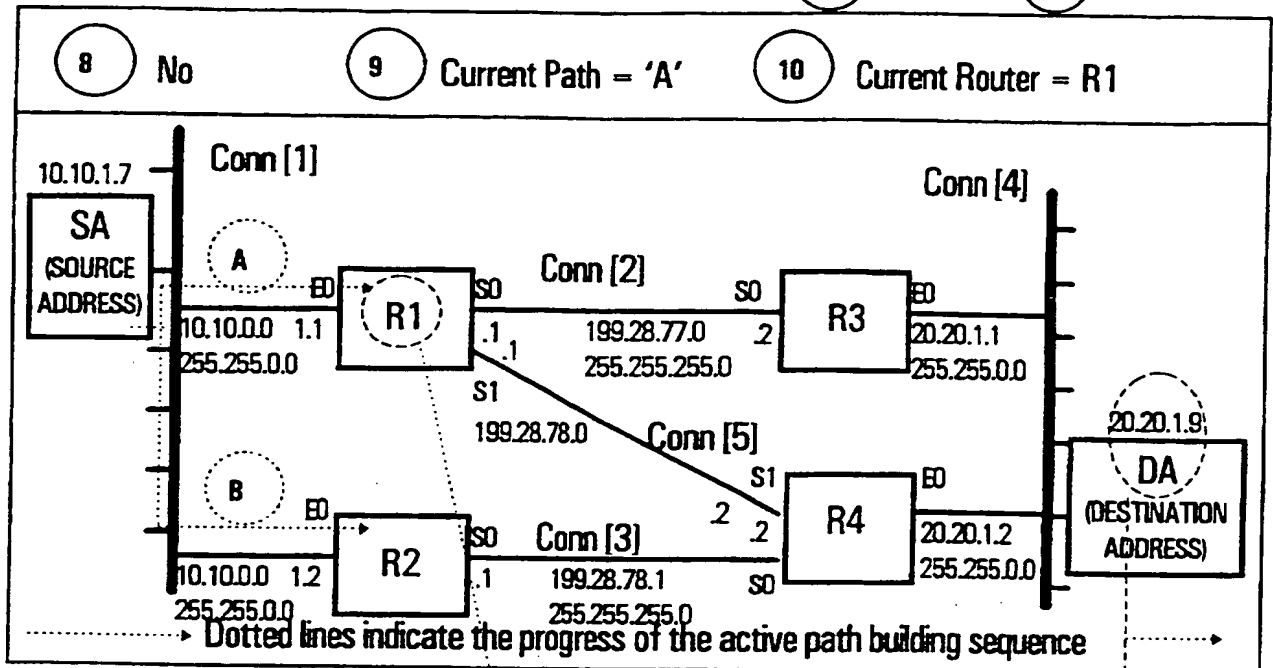 8 No
9 Current Path = 'A'
10 Current Router = R1
Conn [1]
10.10.1.7
Conn [4]
SA
(SOURCE
ADDRESS)
A
E0
R1
S0
Conn [2]
S0
R3
E0
10.10.0.0 1.1
255.255.0.0
.1
.1
199.28.77.0
255.255.255.0
.2
20.20.1.1
255.255.0.0
S1
199.28.78.0
Conn [5]
20.20.1.9
DA
(DESTINATION
ADDRESS)
B
E0
R2
S0
Conn [3]
S1
.2
.2
R4
E0
20.20.1.2
255.255.0.0
10.10.0.0 1.2
255.255.0.0
.1
199.28.78.1
255.255.255.0
S0
Dotted lines indicate the progress of the active path building sequence